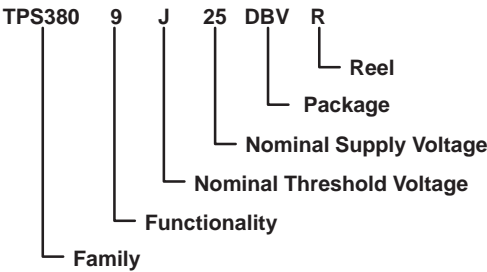 TPS380 9 J 25 DBV R
Reel
Package
Nominal Supply Voltage
Nominal Threshold Voltage
Functionality
Family